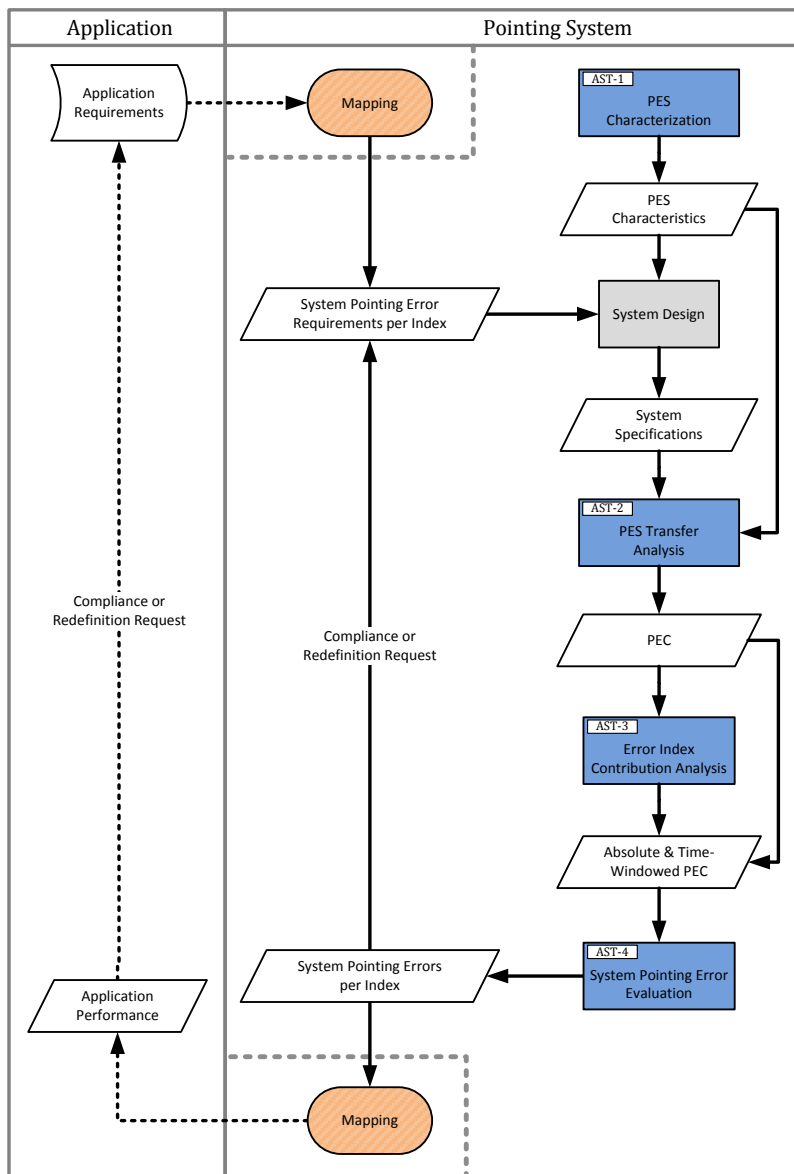 Application
Pointing System
Application
Requirements
Mapping
AST-1
PES
Characterization
PES
Characteristics
System Pointing Error
Requirements per Index
System Design
System
Specifications
AST-2
PES Transfer
Analysis
Compliance or
Redefinition Request
Compliance or
Redefinition Request
PEC
AST-3
Error Index
Contribution Analysis
Absolute & Time-
Windowed PEC
AST-4
System Pointing Error
Evaluation
System Pointing Errors
per Index
Application
Performance
Mapping